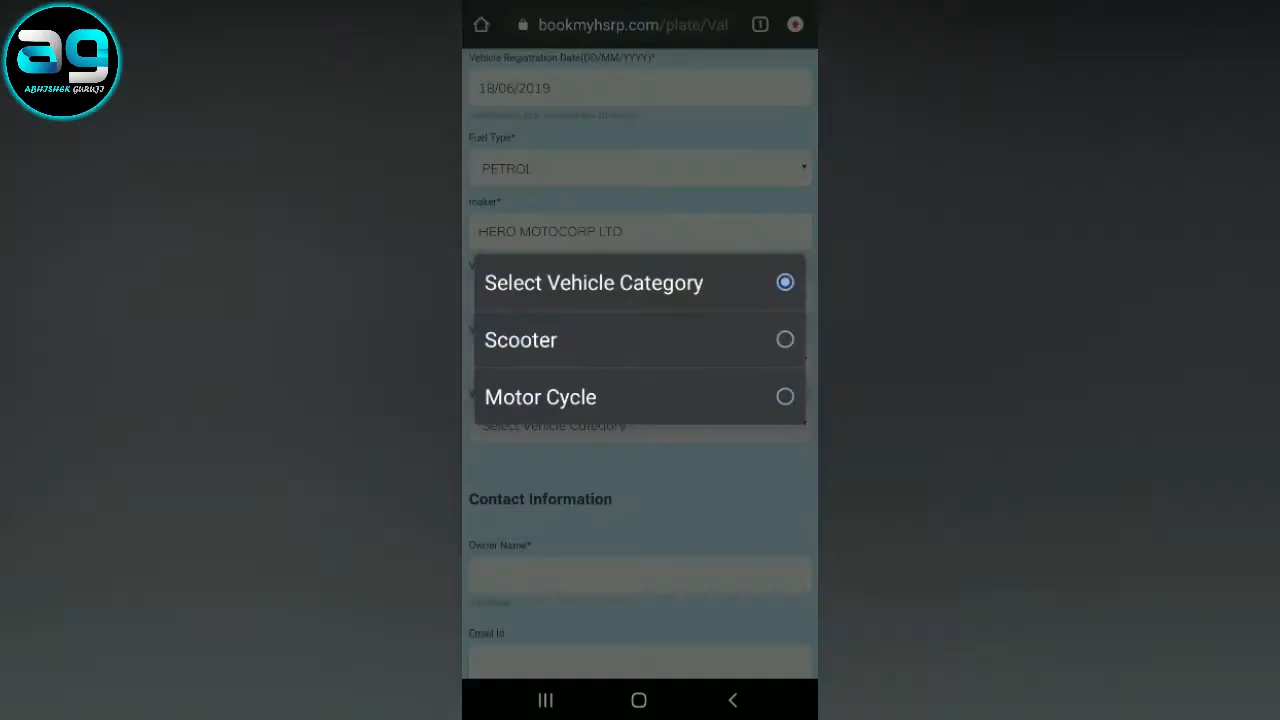 ag
ABHISHEK GURUJI
bookmyhsrp.com/plate/Val
1
Vehicle Registration Date(DD/MM/YYYY)*
18/06/2019
Fuel Type*
PETROL
maker*
HERO MOTOCORP LTD
Select Vehicle Category
Scooter
Motor Cycle
Select Vehicle Category
Contact Information
Owner Name*
Email Id